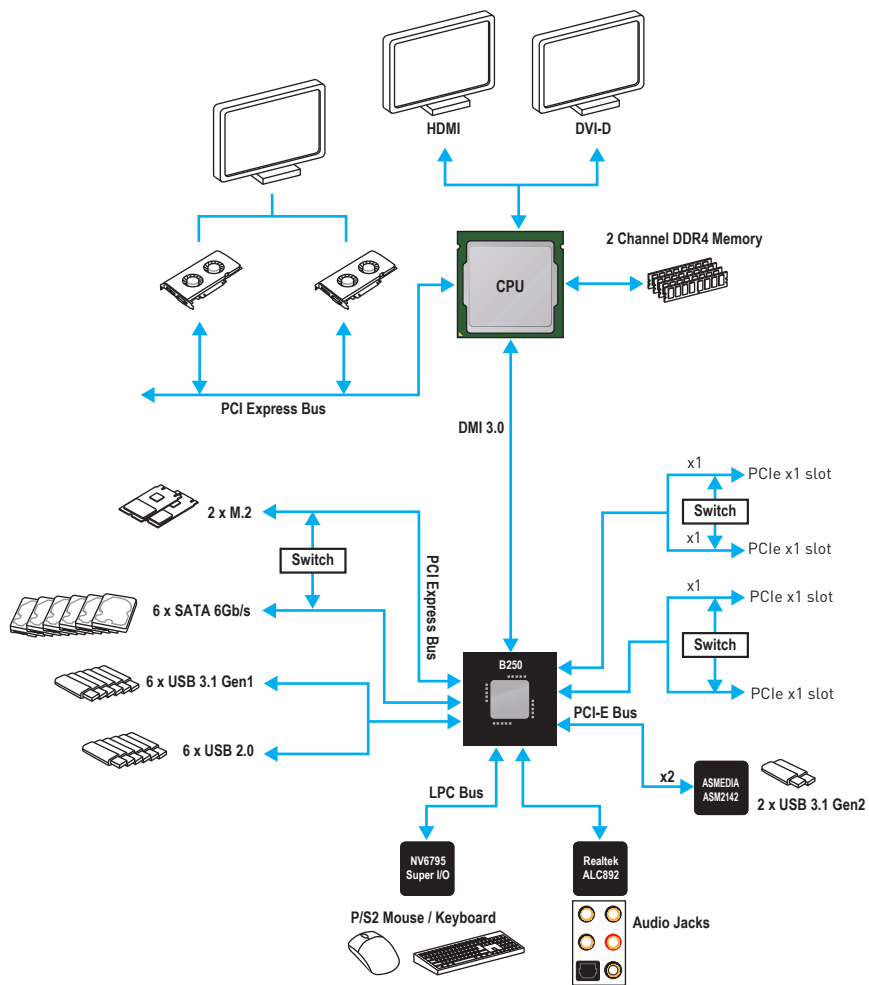 HDMI
DVI-D
2 Channel DDR4 Memory
CPU
PCI Express Bus
DMI 3.0
x1
PCIe x1 slot
Switch
x1
PCIe x1 slot
2 x M.2
Switch
PCI Express Bus
6 x SATA 6Gb/s
x1
PCIe x1 slot
Switch
PCIe x1 slot
B250
6 x USB 3.1 Gen1
6 x USB 2.0
PCI-E Bus
x2
ASMEDIA
ASM2142
2 x USB 3.1 Gen2
LPC Bus
NV6795
Super I/O
Realtek
ALC892
P/S2 Mouse / Keyboard
Audio Jacks